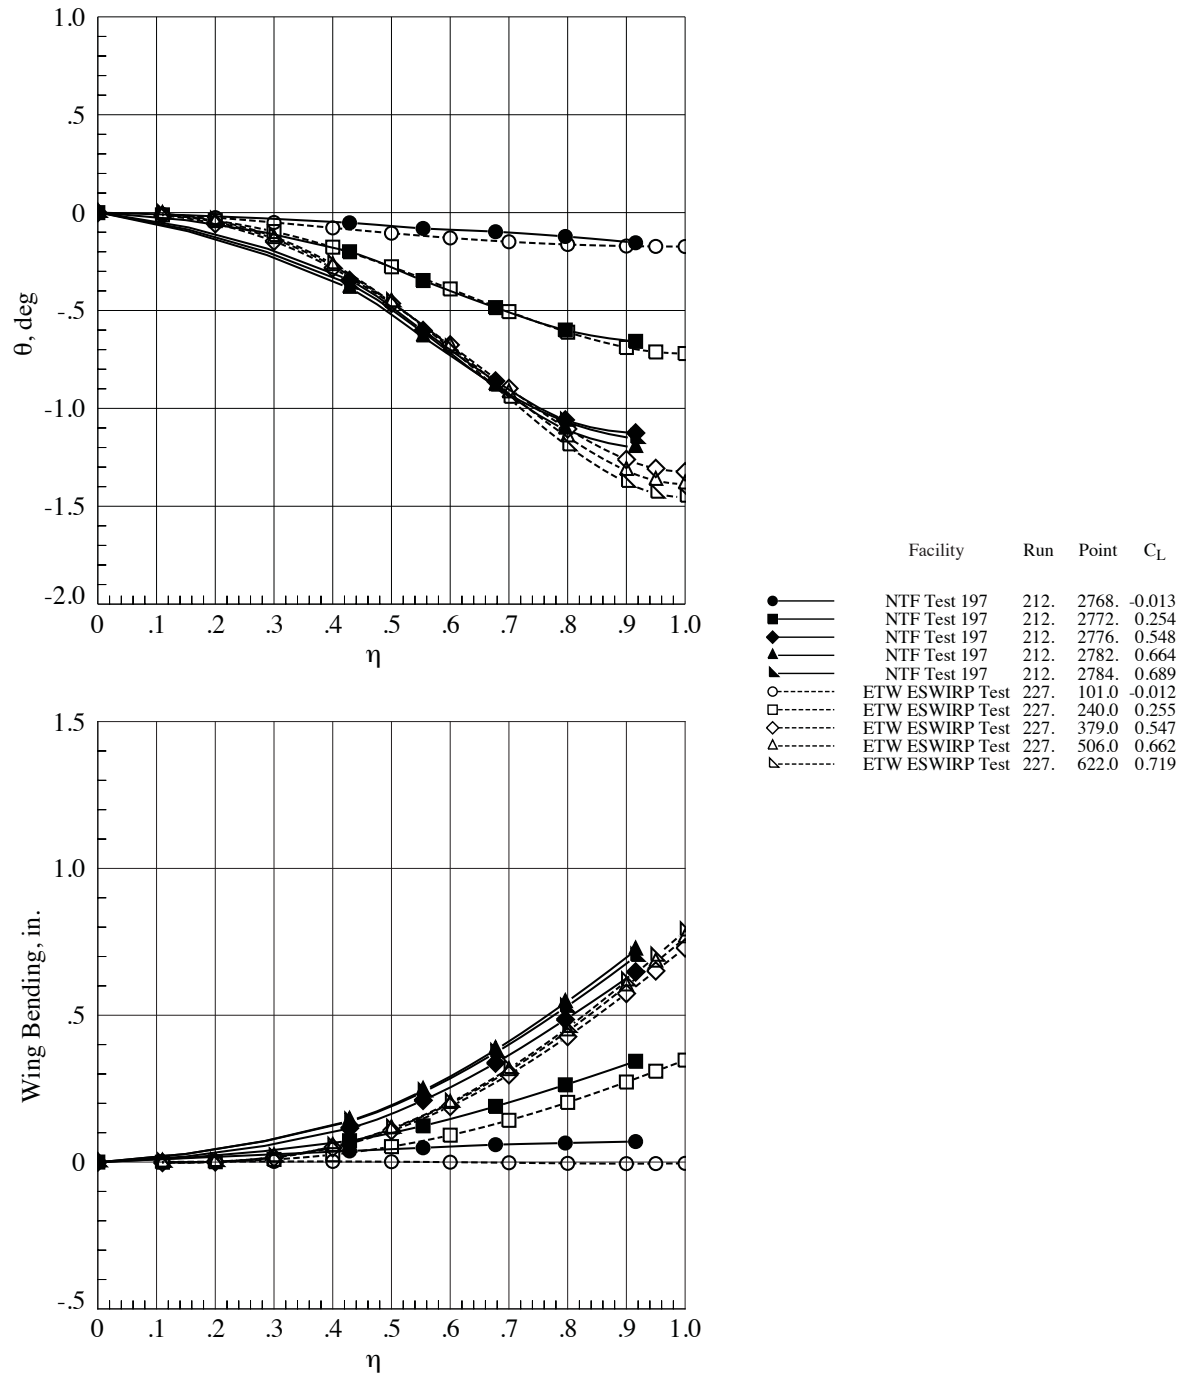 1.0
.5
0
-.5
-1.0
-1.5
-2.0
θ, deg
0 .1 .2 .3 .4 .5 .6 .7 .8 .9 1.0
η
Facility Run Point CL
NTF Test 197 212. 2768. -0.013
NTF Test 197 212. 2772. 0.254
NTF Test 197 212. 2776. 0.548
NTF Test 197 212. 2782. 0.664
NTF Test 197 212. 2784. 0.689
ETW ESWIRP Test 227. 101.0 -0.012
ETW ESWIRP Test 227. 240.0 0.255
ETW ESWIRP Test 227. 379.0 0.547
ETW ESWIRP Test 227. 506.0 0.662
ETW ESWIRP Test 227. 622.0 0.719
1.5
1.0
.5
0
-.5
Wing Bending, in.
0 .1 .2 .3 .4 .5 .6 .7 .8 .9 1.0
η